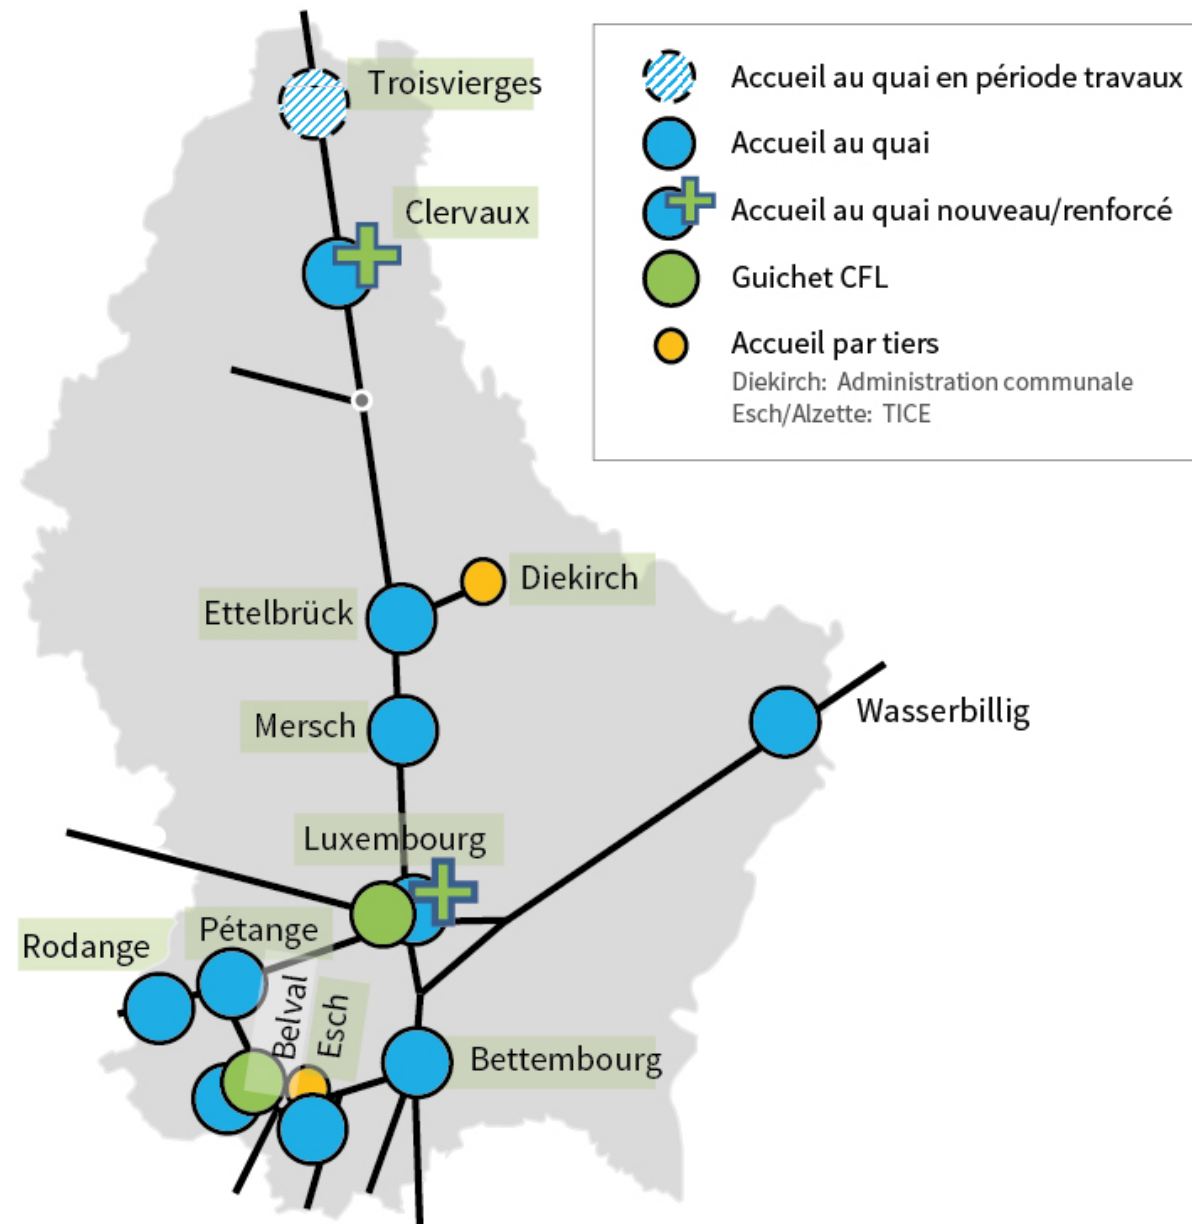 Troisvierges
Clervaux
Accueil au quai en période travaux
Accueil au quai
Accueil au quai nouveau/renforcé
Guichet CFL
Accueil par tiers
Diekirch: Administration communale
Esch/Alzette: TICE
Diekirch
Ettelbrück
Mersch
Wasserbillig
Luxembourg
Pétange
Rodange
Belval
Esch
Bettembourg